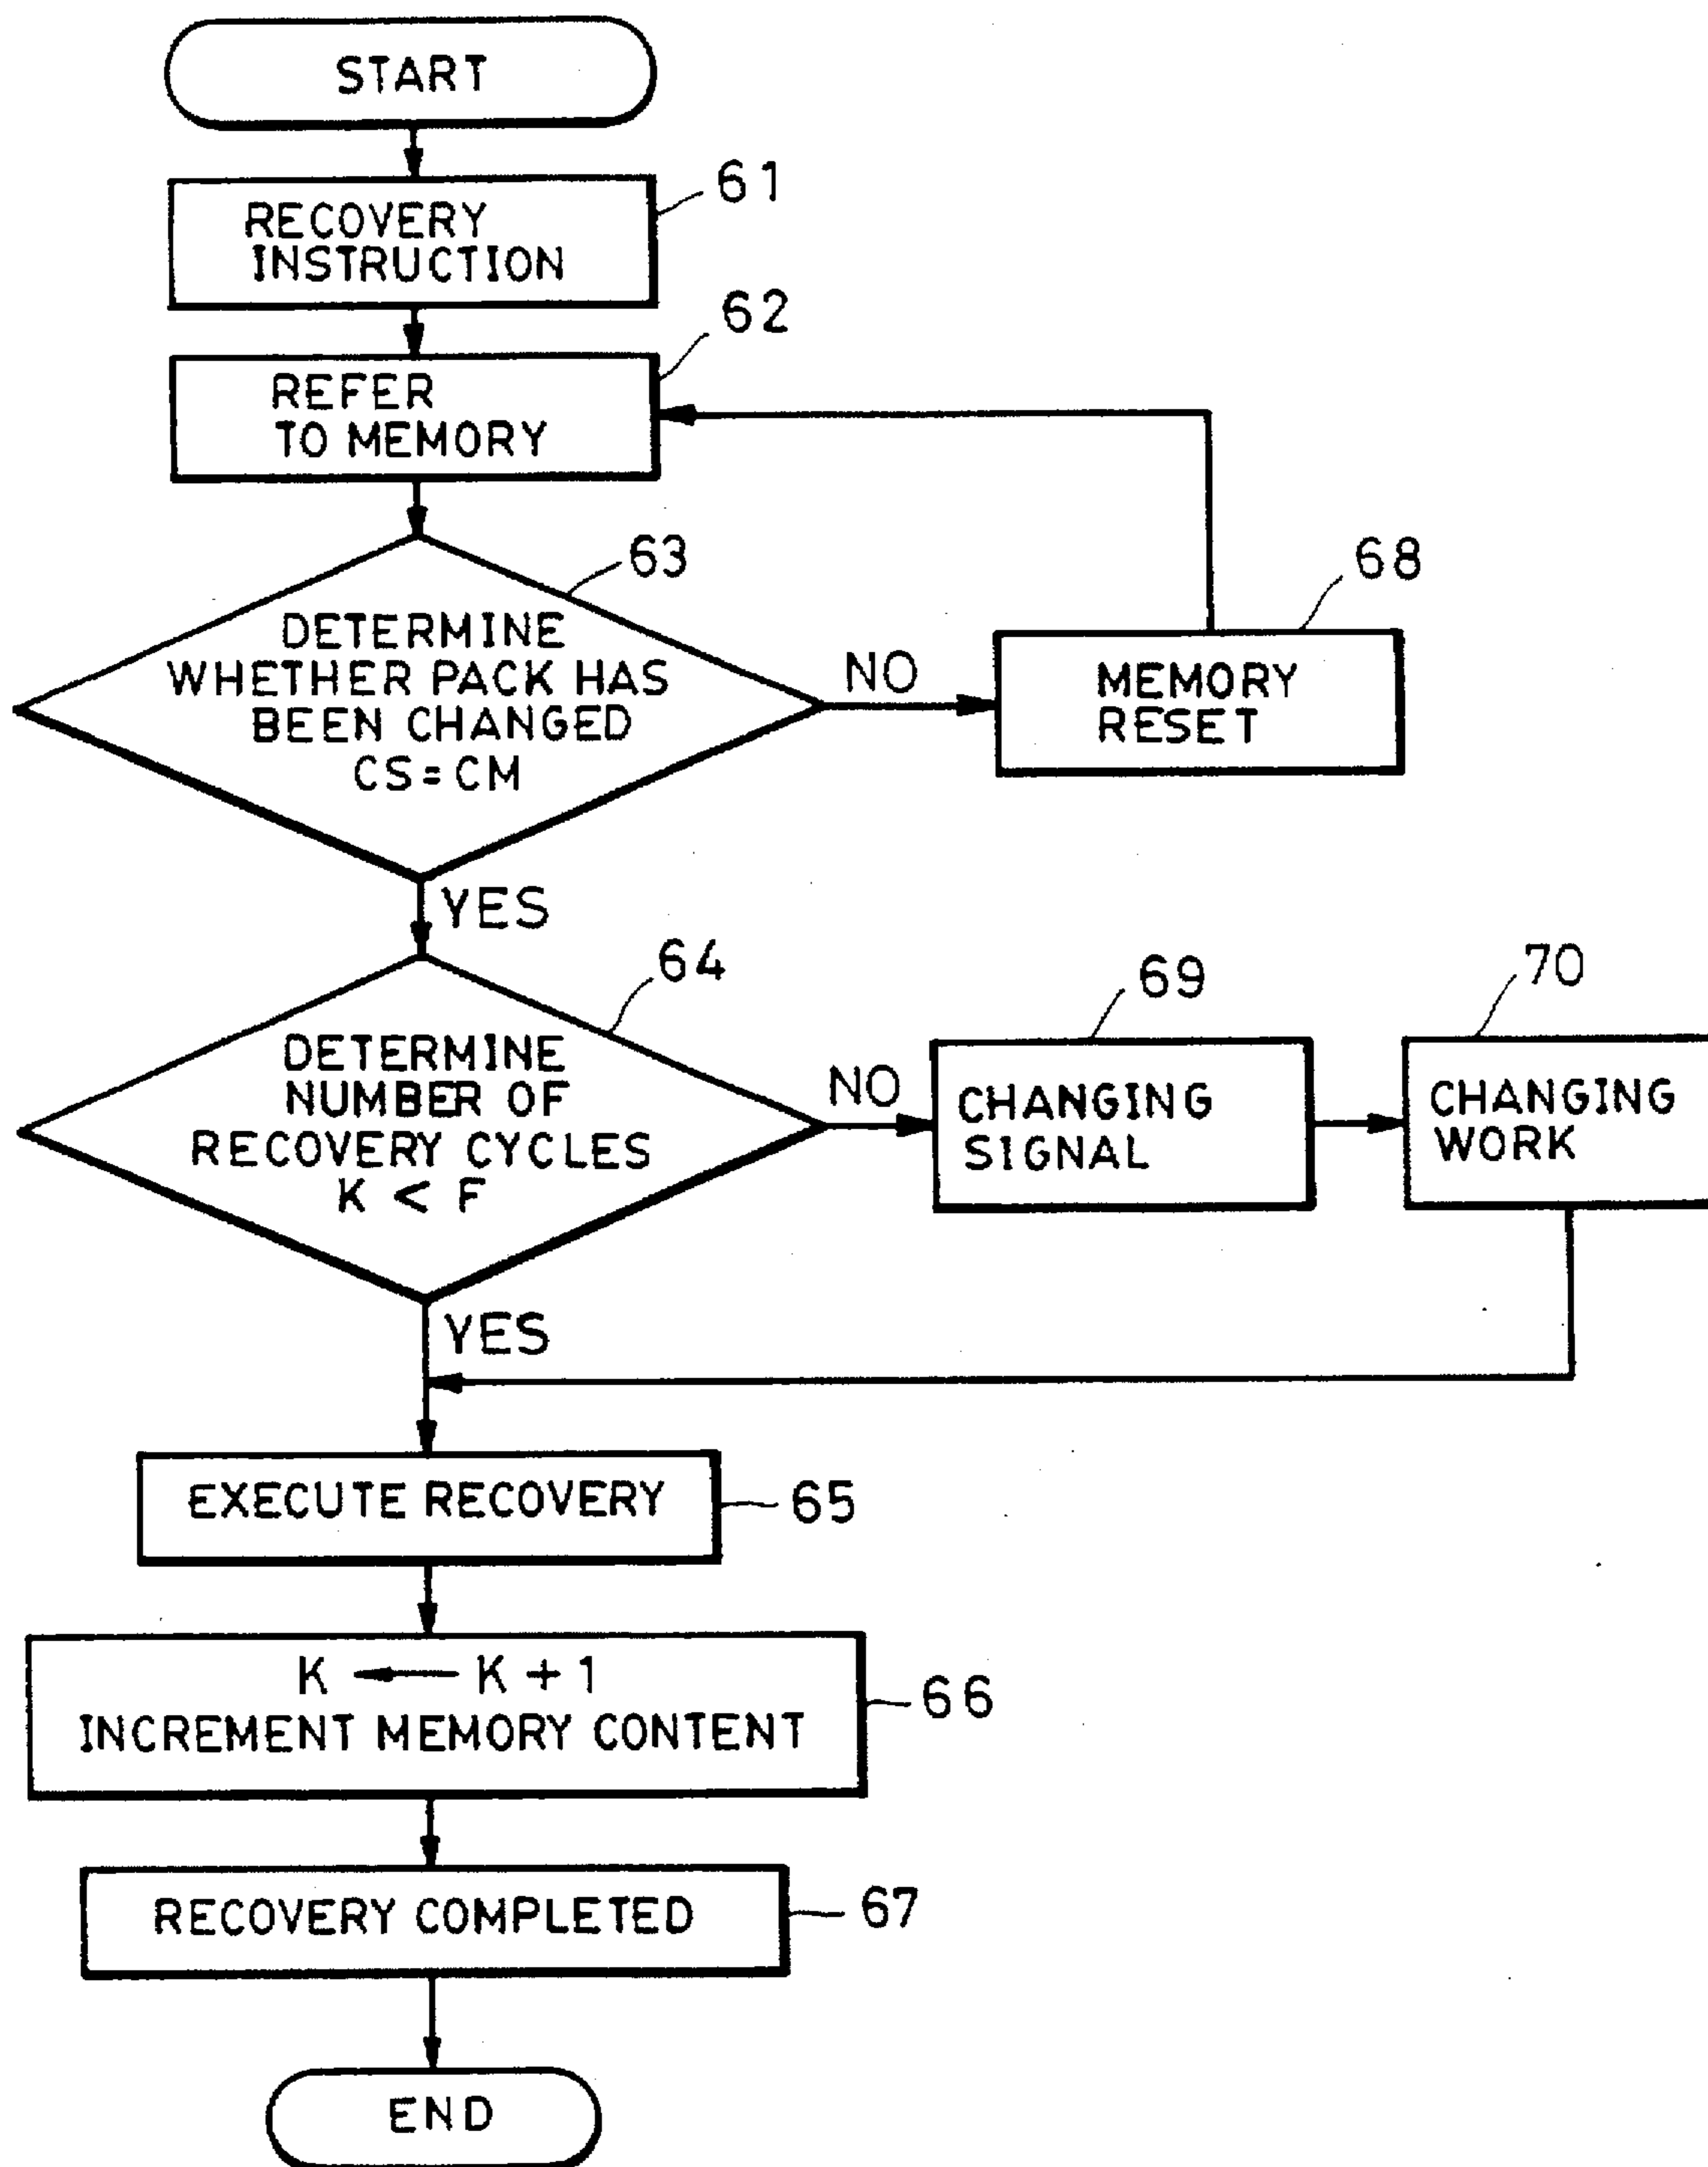 START
61
RECOVERY
INSTRUCTION
62
REFER
TO MEMORY
63
DETERMINE
WHETHER PACK HAS
BEEN CHANGED
CS=CM
NO
68
MEMORY
RESET
YES
64
DETERMINE
NUMBER OF
RECOVERY CYCLES
K < F
NO
69
CHANGING
SIGNAL
70
CHANGING
WORK
YES
EXECUTE RECOVERY
65
K ← K + 1
INCREMENT MEMORY CONTENT
66
RECOVERY COMPLETED
67
END